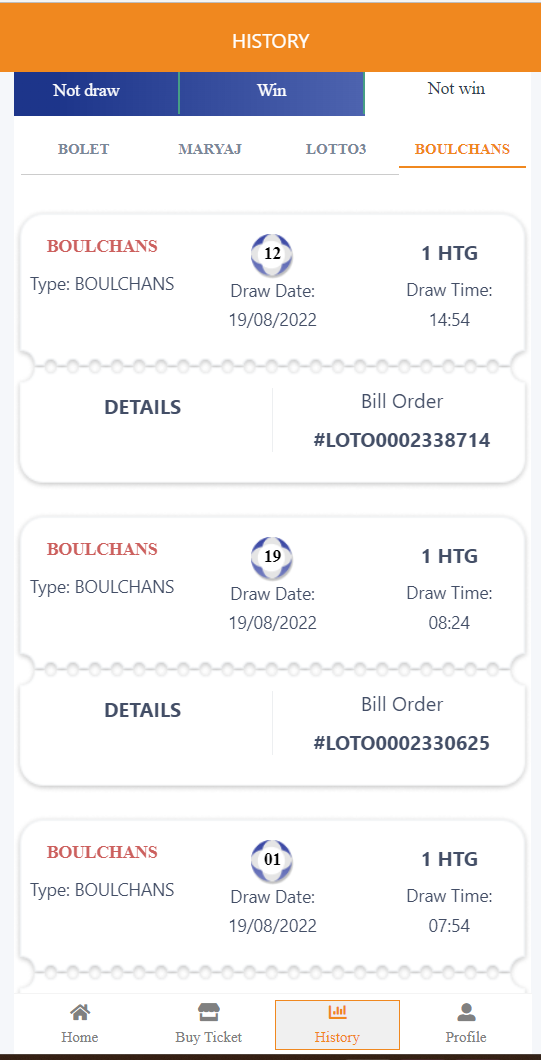 HISTORY
Not draw
Win
Not win
BOLET
MARYAJ
LOTTO3
BOULCHANS
BOULCHANS
Type: BOULCHANS
12
Draw Date:
19/08/2022
1 HTG
Draw Time:
14:54
DETAILS
Bill Order
#LOTO0002338714
BOULCHANS
Type: BOULCHANS
19
Draw Date:
19/08/2022
1 HTG
Draw Time:
08:24
DETAILS
Bill Order
#LOTO0002330625
BOULCHANS
Type: BOULCHANS
01
Draw Date:
19/08/2022
1 HTG
Draw Time:
07:54
Home
Buy Ticket
History
Profile